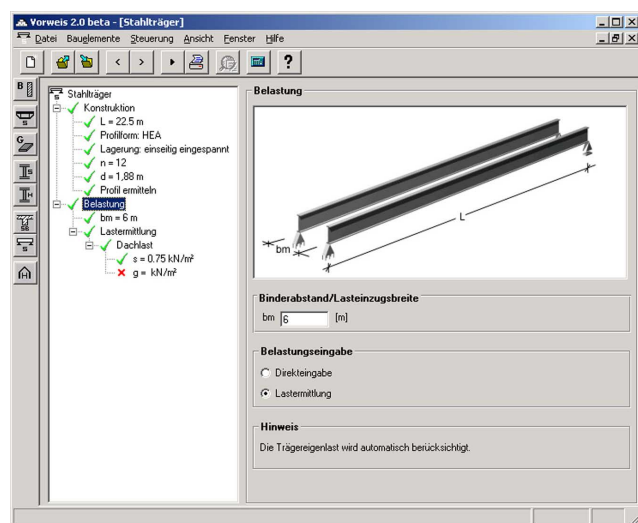 Vorweis 2.0 beta - [Stahlträger]
Datei Bauelemente Steuerung Ansicht Fenster Hilfe
?
B
S
G
S
H
S
Stahlträger
Konstruktion
L = 22.5 m
Profilform: HEA
Lagerung: einseitig eingespannt
n = 12
d = 1,88 m
Profil ermitteln
Belastung
bm = 6 m
Lastermittlung
Dachlast
s = 0.75 kN/m²
g = kN/m²
Belastung
L
bm
Binderabstand/Lasteinzugsbreite
bm 6 [m]
Belastungseingabe
Direkteingabe
Lastermittlung
Hinweis
Die Trägereigenlast wird automatisch berücksichtigt.